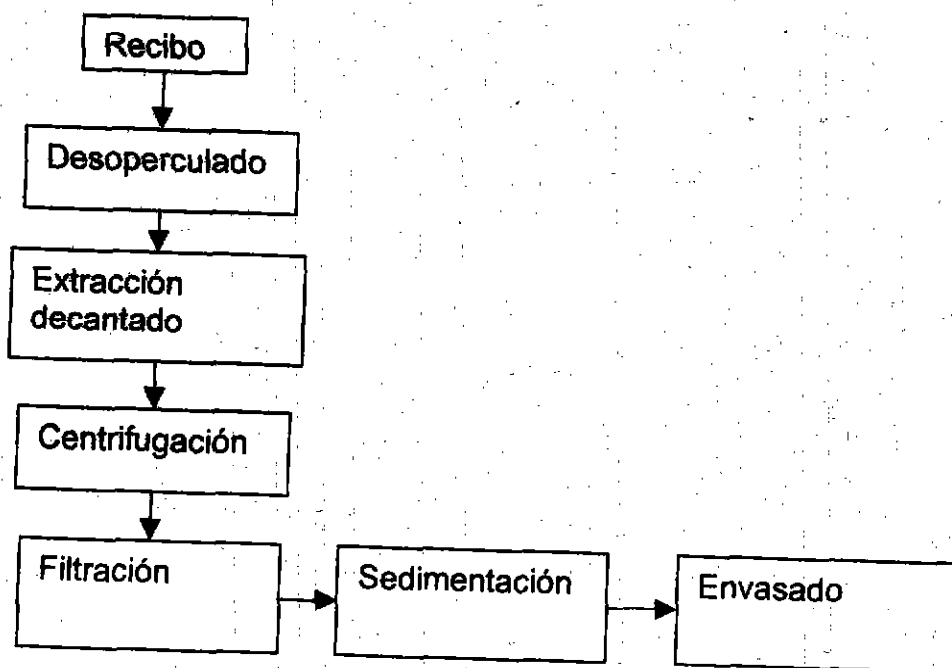 Recibo
Desoperculado
Extracción
decantado
Centrifugación
Filtración
Sedimentación
Envasado